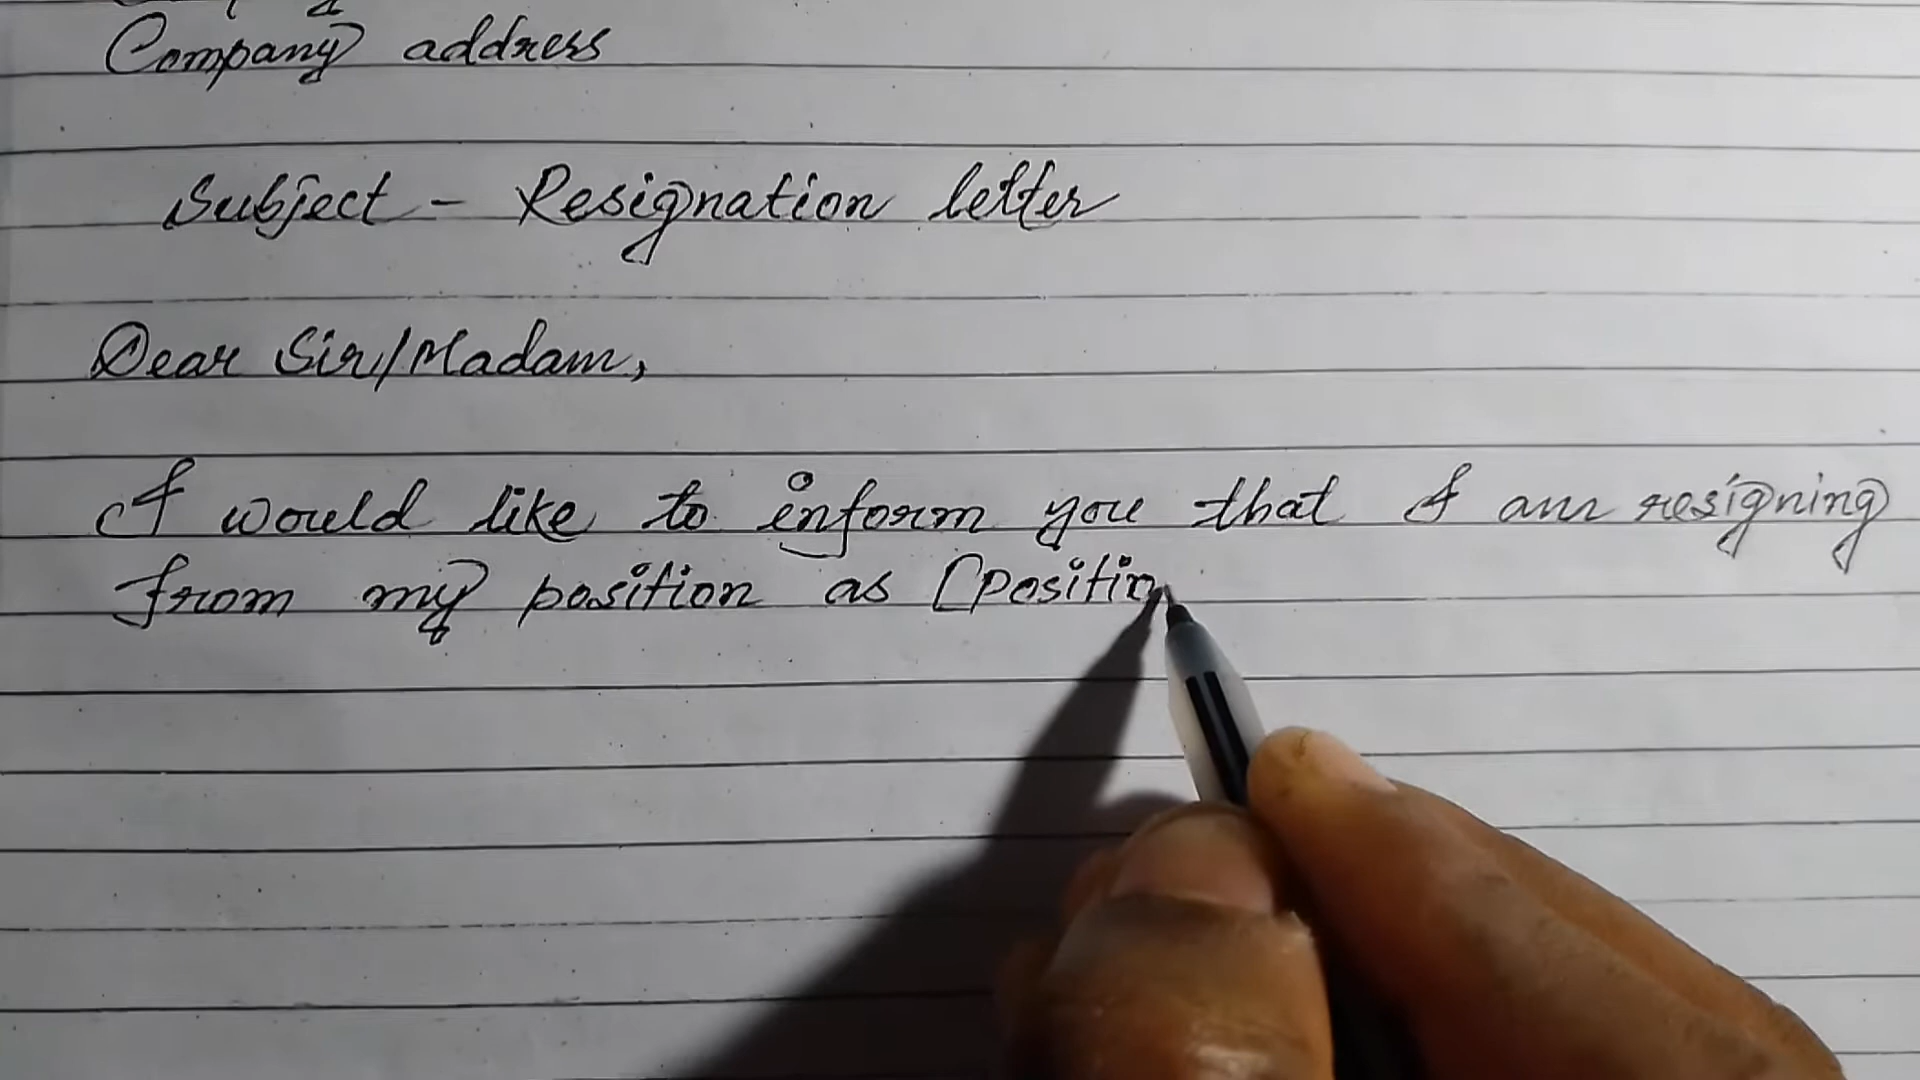 Company address
Subject - Resignation letter
Dear Sir/Madam,
I would like to inform you that I am resigning
from my position as [Positin